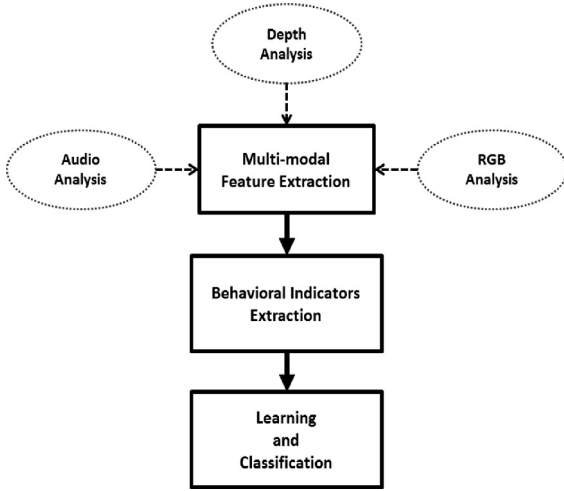 Depth
Analysis
Audio
Analysis
Multi-modal
Feature Extraction
RGB
Analysis
Behavioral Indicators
Extraction
Learning
and
Classification